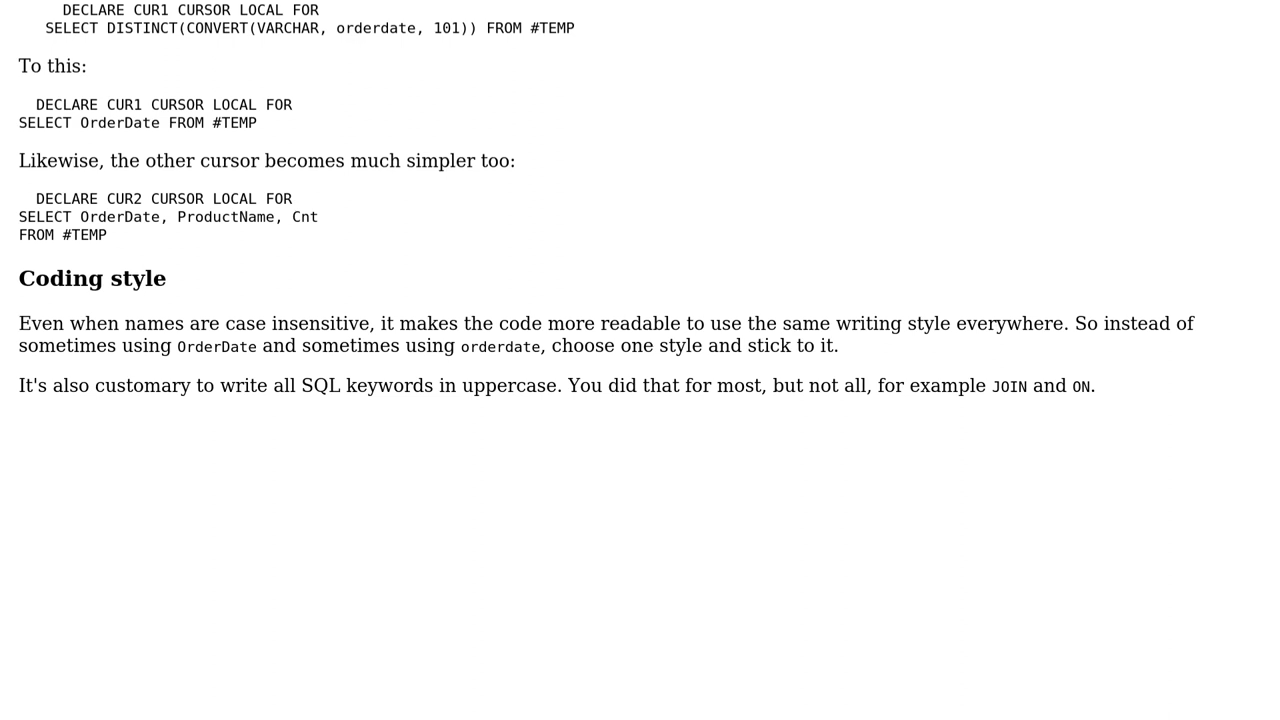 DECLARE CUR1 CURSOR LOCAL FOR
SELECT DISTINCT(CONVERT(VARCHAR, orderdate, 101)) FROM #TEMP
To this:
DECLARE CUR1 CURSOR LOCAL FOR
SELECT OrderDate FROM #TEMP
Likewise, the other cursor becomes much simpler too:
DECLARE CUR2 CURSOR LOCAL FOR
SELECT OrderDate, ProductName, Cnt
FROM #TEMP
Coding style
Even when names are case insensitive, it makes the code more readable to use the same writing style everywhere. So instead of
sometimes using OrderDate and sometimes using orderdate, choose one style and stick to it.
It's also customary to write all SQL keywords in uppercase. You did that for most, but not all, for example JOIN and ON.